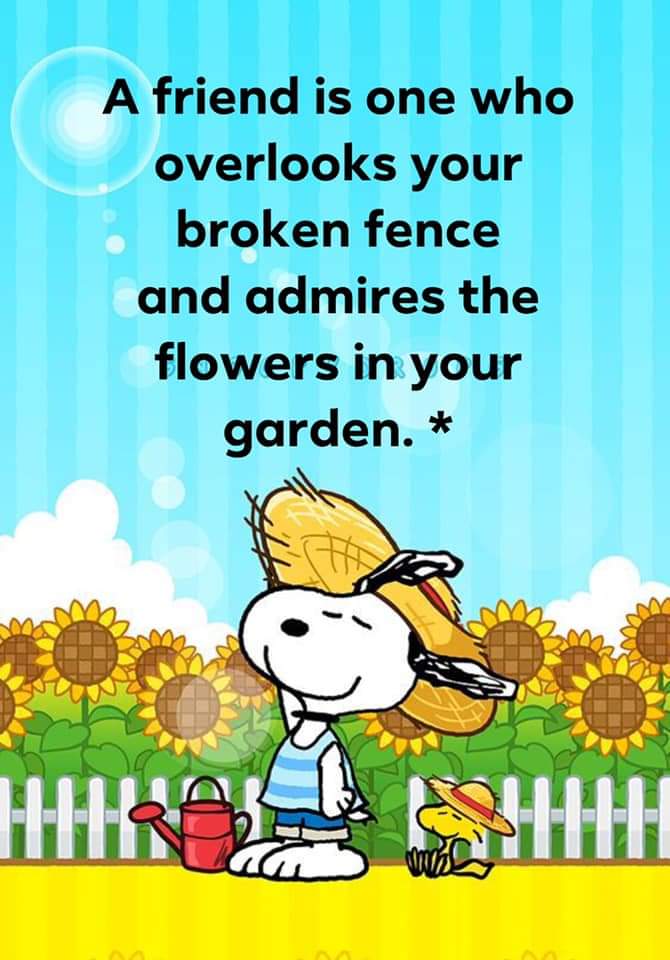 A friend is one who
overlooks your
broken fence
and admires the
flowers in your
garden. *